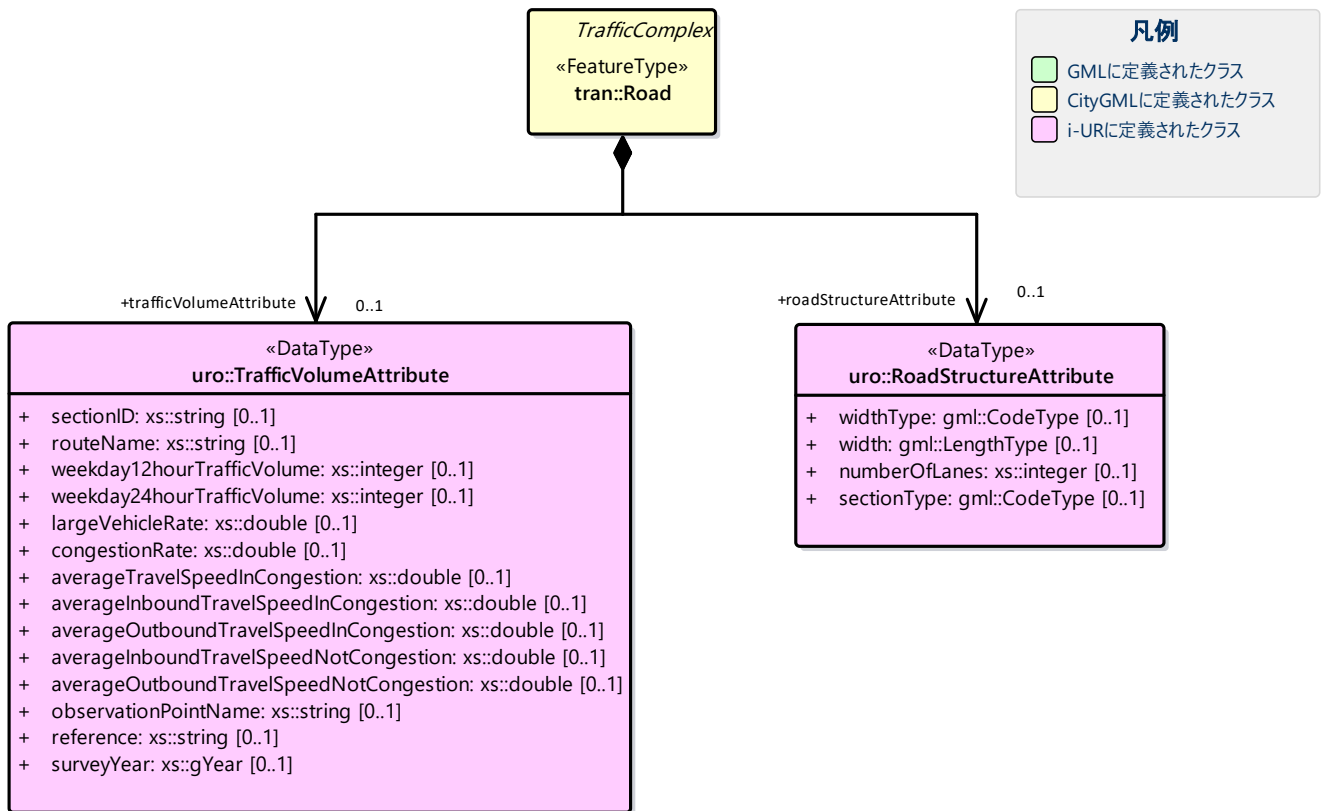 TrafficComplex
«FeatureType»
tran::Road
凡例
GMLに定義されたクラス
CityGMLに定義されたクラス
i-URに定義されたクラス
+trafficVolumeAttribute
0..1
+roadStructureAttribute
0..1
«DataType»
uro::TrafficVolumeAttribute
+ sectionID: xs::string [0..1]
+ routeName: xs::string [0..1]
+ weekday12hourTrafficVolume: xs::integer [0..1]
+ weekday24hourTrafficVolume: xs::integer [0..1]
+ largeVehicleRate: xs::double [0..1]
+ congestionRate: xs::double [0..1]
+ averageTravelSpeedInCongestion: xs::double [0..1]
+ averageInboundTravelSpeedInCongestion: xs::double [0..1]
+ averageOutboundTravelSpeedInCongestion: xs::double [0..1]
+ averageInboundTravelSpeedNotCongestion: xs::double [0..1]
+ averageOutboundTravelSpeedNotCongestion: xs::double [0..1]
+ observationPointName: xs::string [0..1]
+ reference: xs::string [0..1]
+ surveyYear: xs::gYear [0..1]
«DataType»
uro::RoadStructureAttribute
+ widthType: gml::CodeType [0..1]
+ width: gml::LengthType [0..1]
+ numberOfLanes: xs::integer [0..1]
+ sectionType: gml::CodeType [0..1]